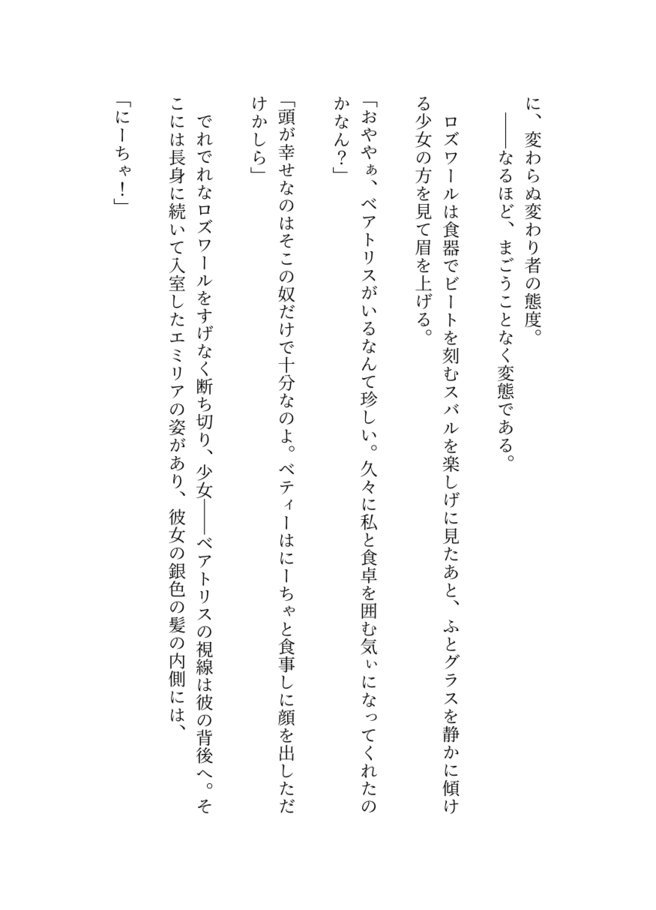 に、変わらぬ変わり者の態度。
――なるほど、まごうことなく変態である。
ロズワールは食器でビートを刻むスバルを楽しげに見たあと、ふとグラスを静かに傾け
る少女の方を見て眉を上げる。
「おややぁ、ベアトリスがいるなんて珍しい。久々に私と食卓を囲む気ぃになってくれたの
かなん？」
「頭が幸せなのはそこの奴だけで十分なのよ。ベティーはにーちゃと食事しに顔を出しただ
けかしら」
でれでれなロズワールをすげなく断ち切り、少女――ベアトリスの視線は彼の背後へ。そ
こには長身に続いて入室したエミリアの姿があり、彼女の銀色の髪の内側には、
「にーちゃ！」